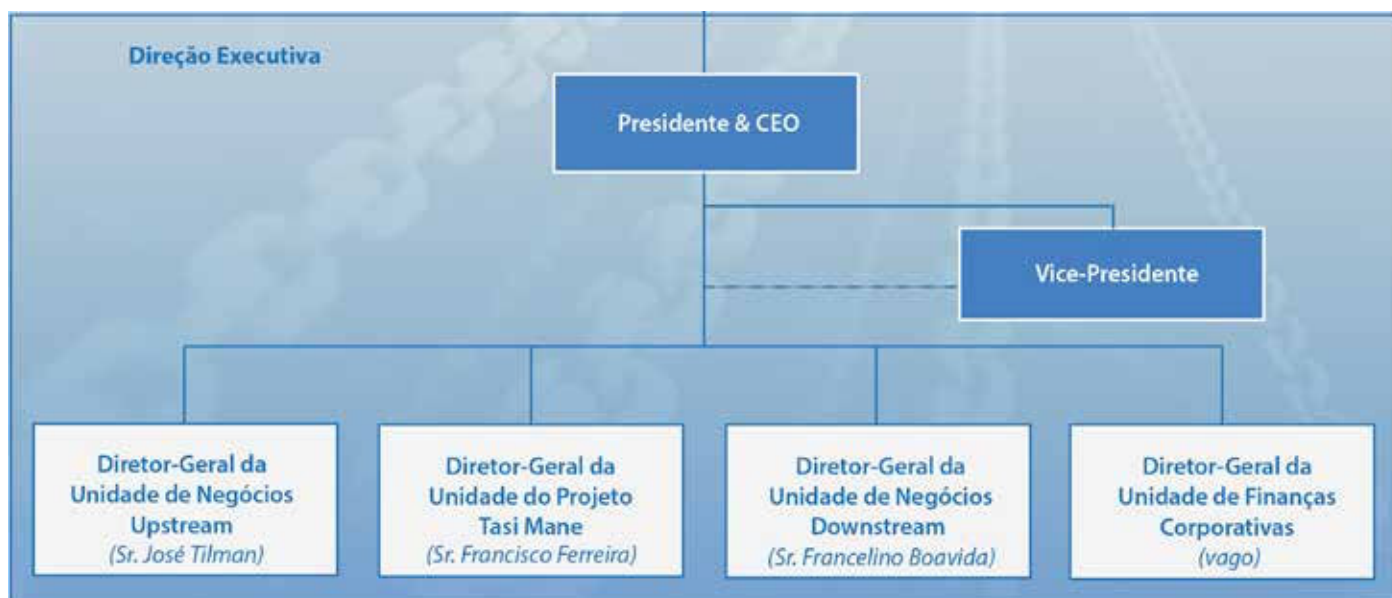 Direção Executiva
Presidente & CEO
Vice-Presidente
Diretor-Geral da
Unidade de Negócios
Upstream
(Sr. José Tilman)
Diretor-Geral da
Unidade do Projeto
Tasi Mane
(Sr. Francisco Ferreira)
Diretor-Geral da
Unidade de Negócios
Downstream
(Sr. Francelino Boavida)
Diretor-Geral da
Unidade de Finanças
Corporativas
(vago)